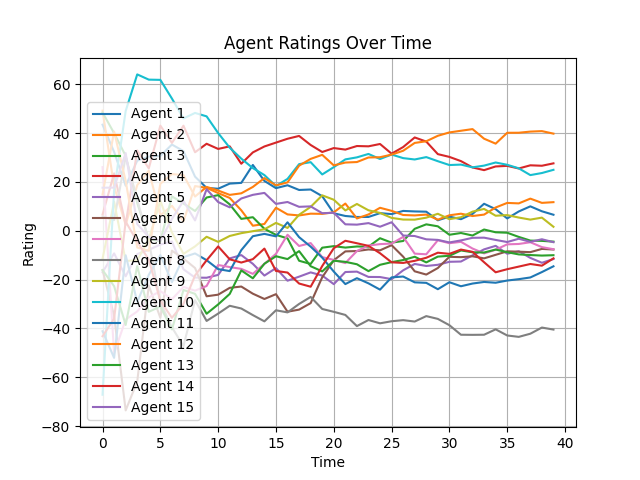 Agent Ratings Over Time
60
40
20
0
−20
−40
−60
−80
Rating
Agent 1
Agent 2
Agent 3
Agent 4
Agent 5
Agent 6
Agent 7
Agent 8
Agent 9
Agent 10
Agent 11
Agent 12
Agent 13
Agent 14
Agent 15
0 5 10 15 20 25 30 35 40
Time